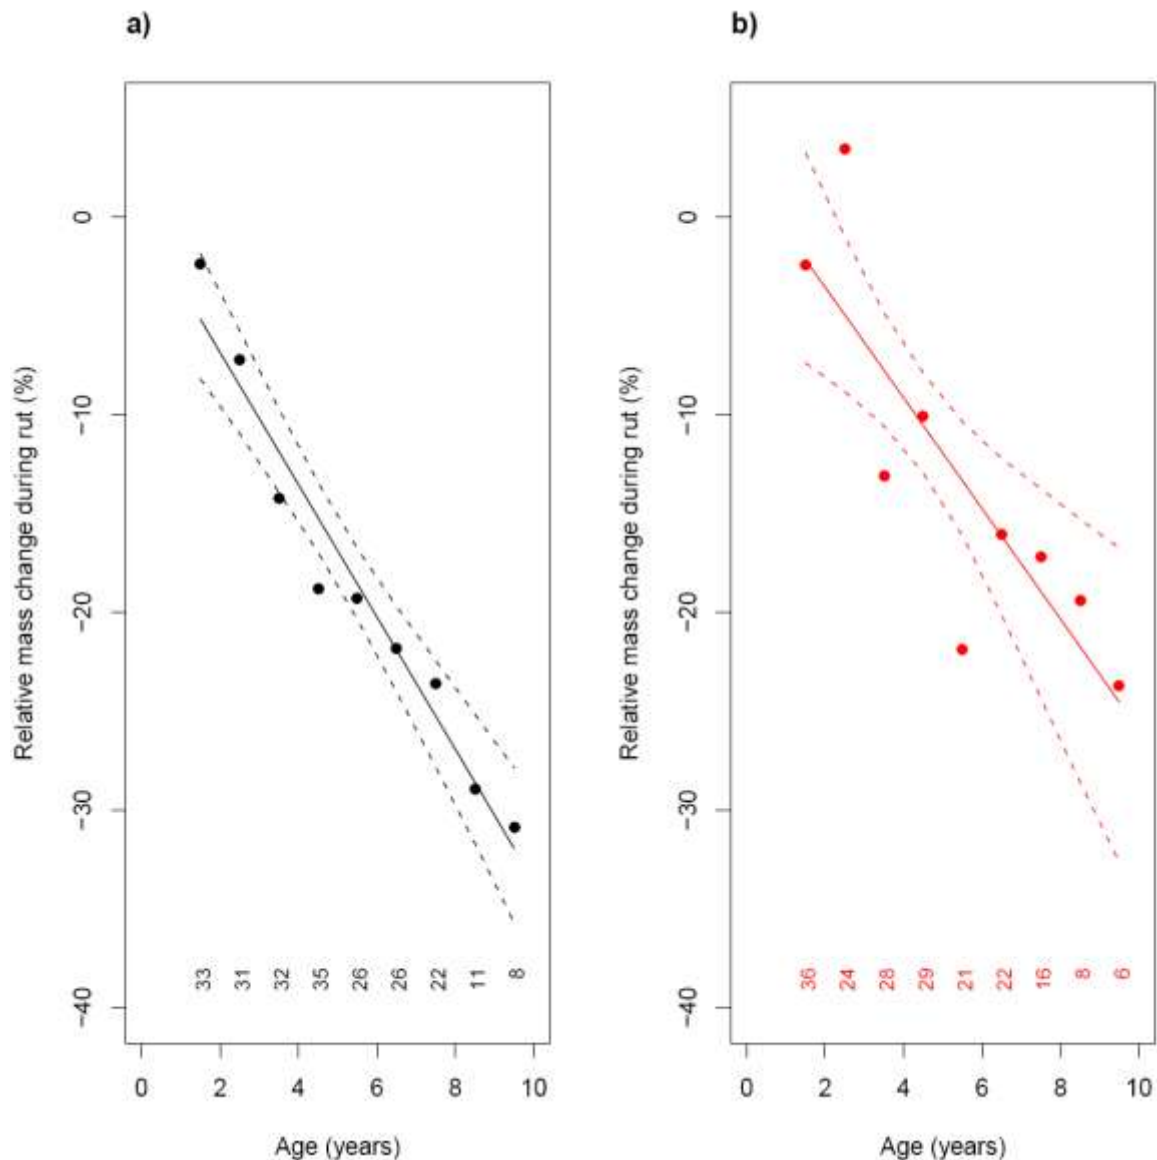 a)
Relative mass change during rut (%)
0
−10
−20
−30
−40
33 31 32 35 26 26 22 11 8
0 2 4 6 8 10
Age (years)
b)
Relative mass change during rut (%)
0
−10
−20
−30
−40
36 24 28 29 21 22 16 8 6
0 2 4 6 8 10
Age (years)